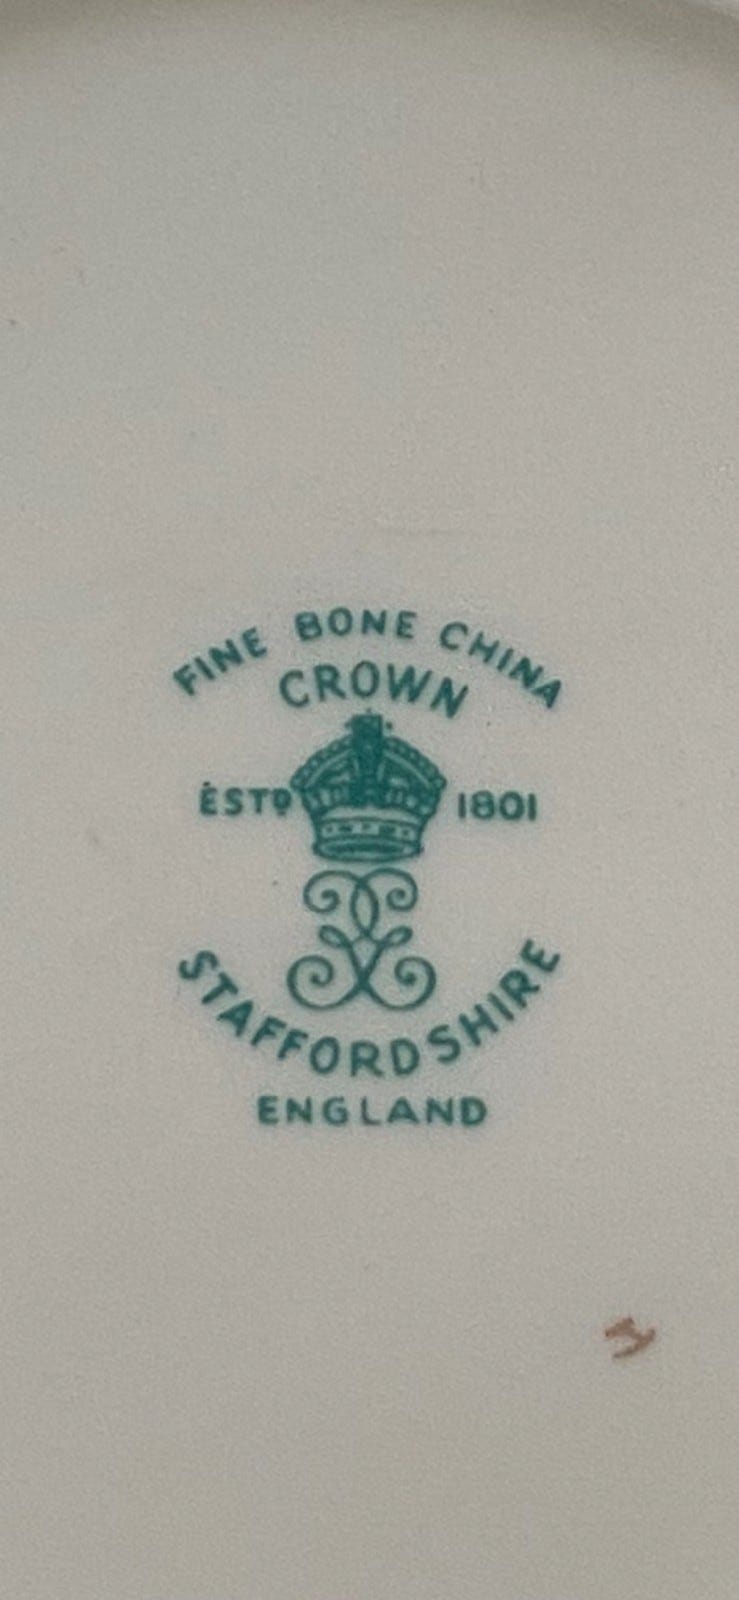 FINE BONE CHINA
CROWN
ESTD 1801
STAFFORDSHIRE
ENGLAND